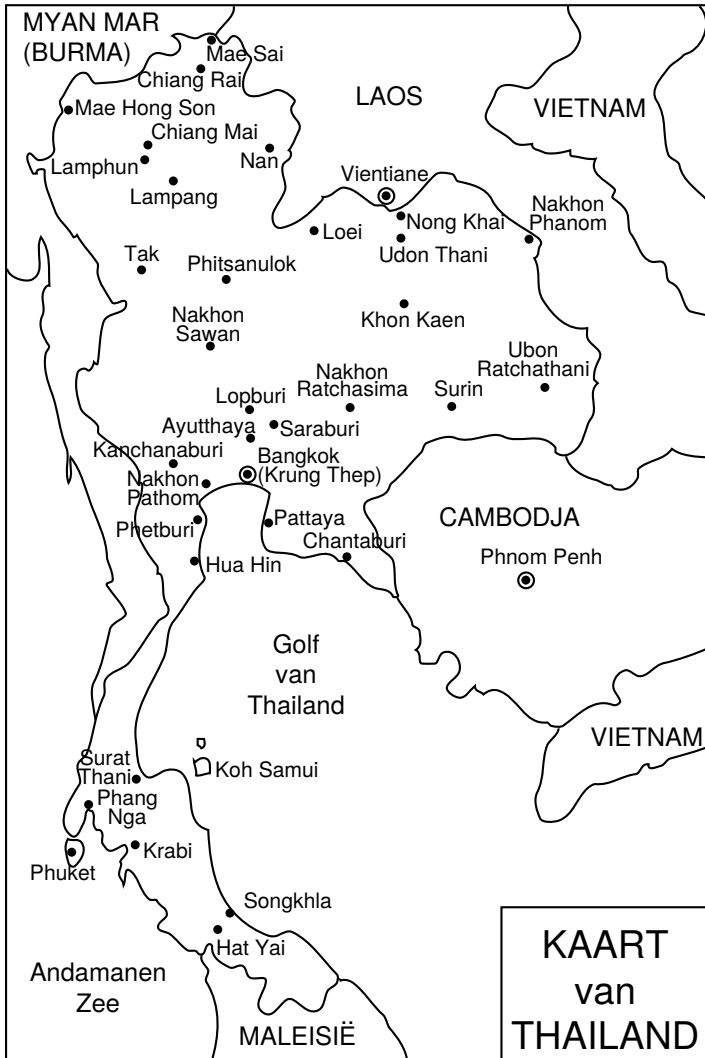 MYAN MAR
(BURMA)
Mae Sai
Chiang Rai
LAOS
VIETNAM
Mae Hong Son
Chiang Mai
Lamphun
Nan
Lampang
Vientiane
Nakhon
Phanom
Nong Khai
Loei
Udon Thani
Tak
Phitsanulok
Khon Kaen
Nakhon
Sawan
Ubon
Ratchathani
Nakhon
Ratchasima
Surin
Lopburi
Ayutthaya
Saraburi
Kanchanaburi
Bangkok
(Krung Thep)
Nakhon
Pathom
Phetburi
Pattaya
Chantaburi
CAMBODJA
Phnom Penh
Hua Hin
Golf
van
Thailand
VIETNAM
Surat
Thani
Koh Samui
Phang
Nga
Krabi
Phuket
Songkhla
Hat Yai
Andamanen
Zee
MALEISIË
KAART
van
THAILAND